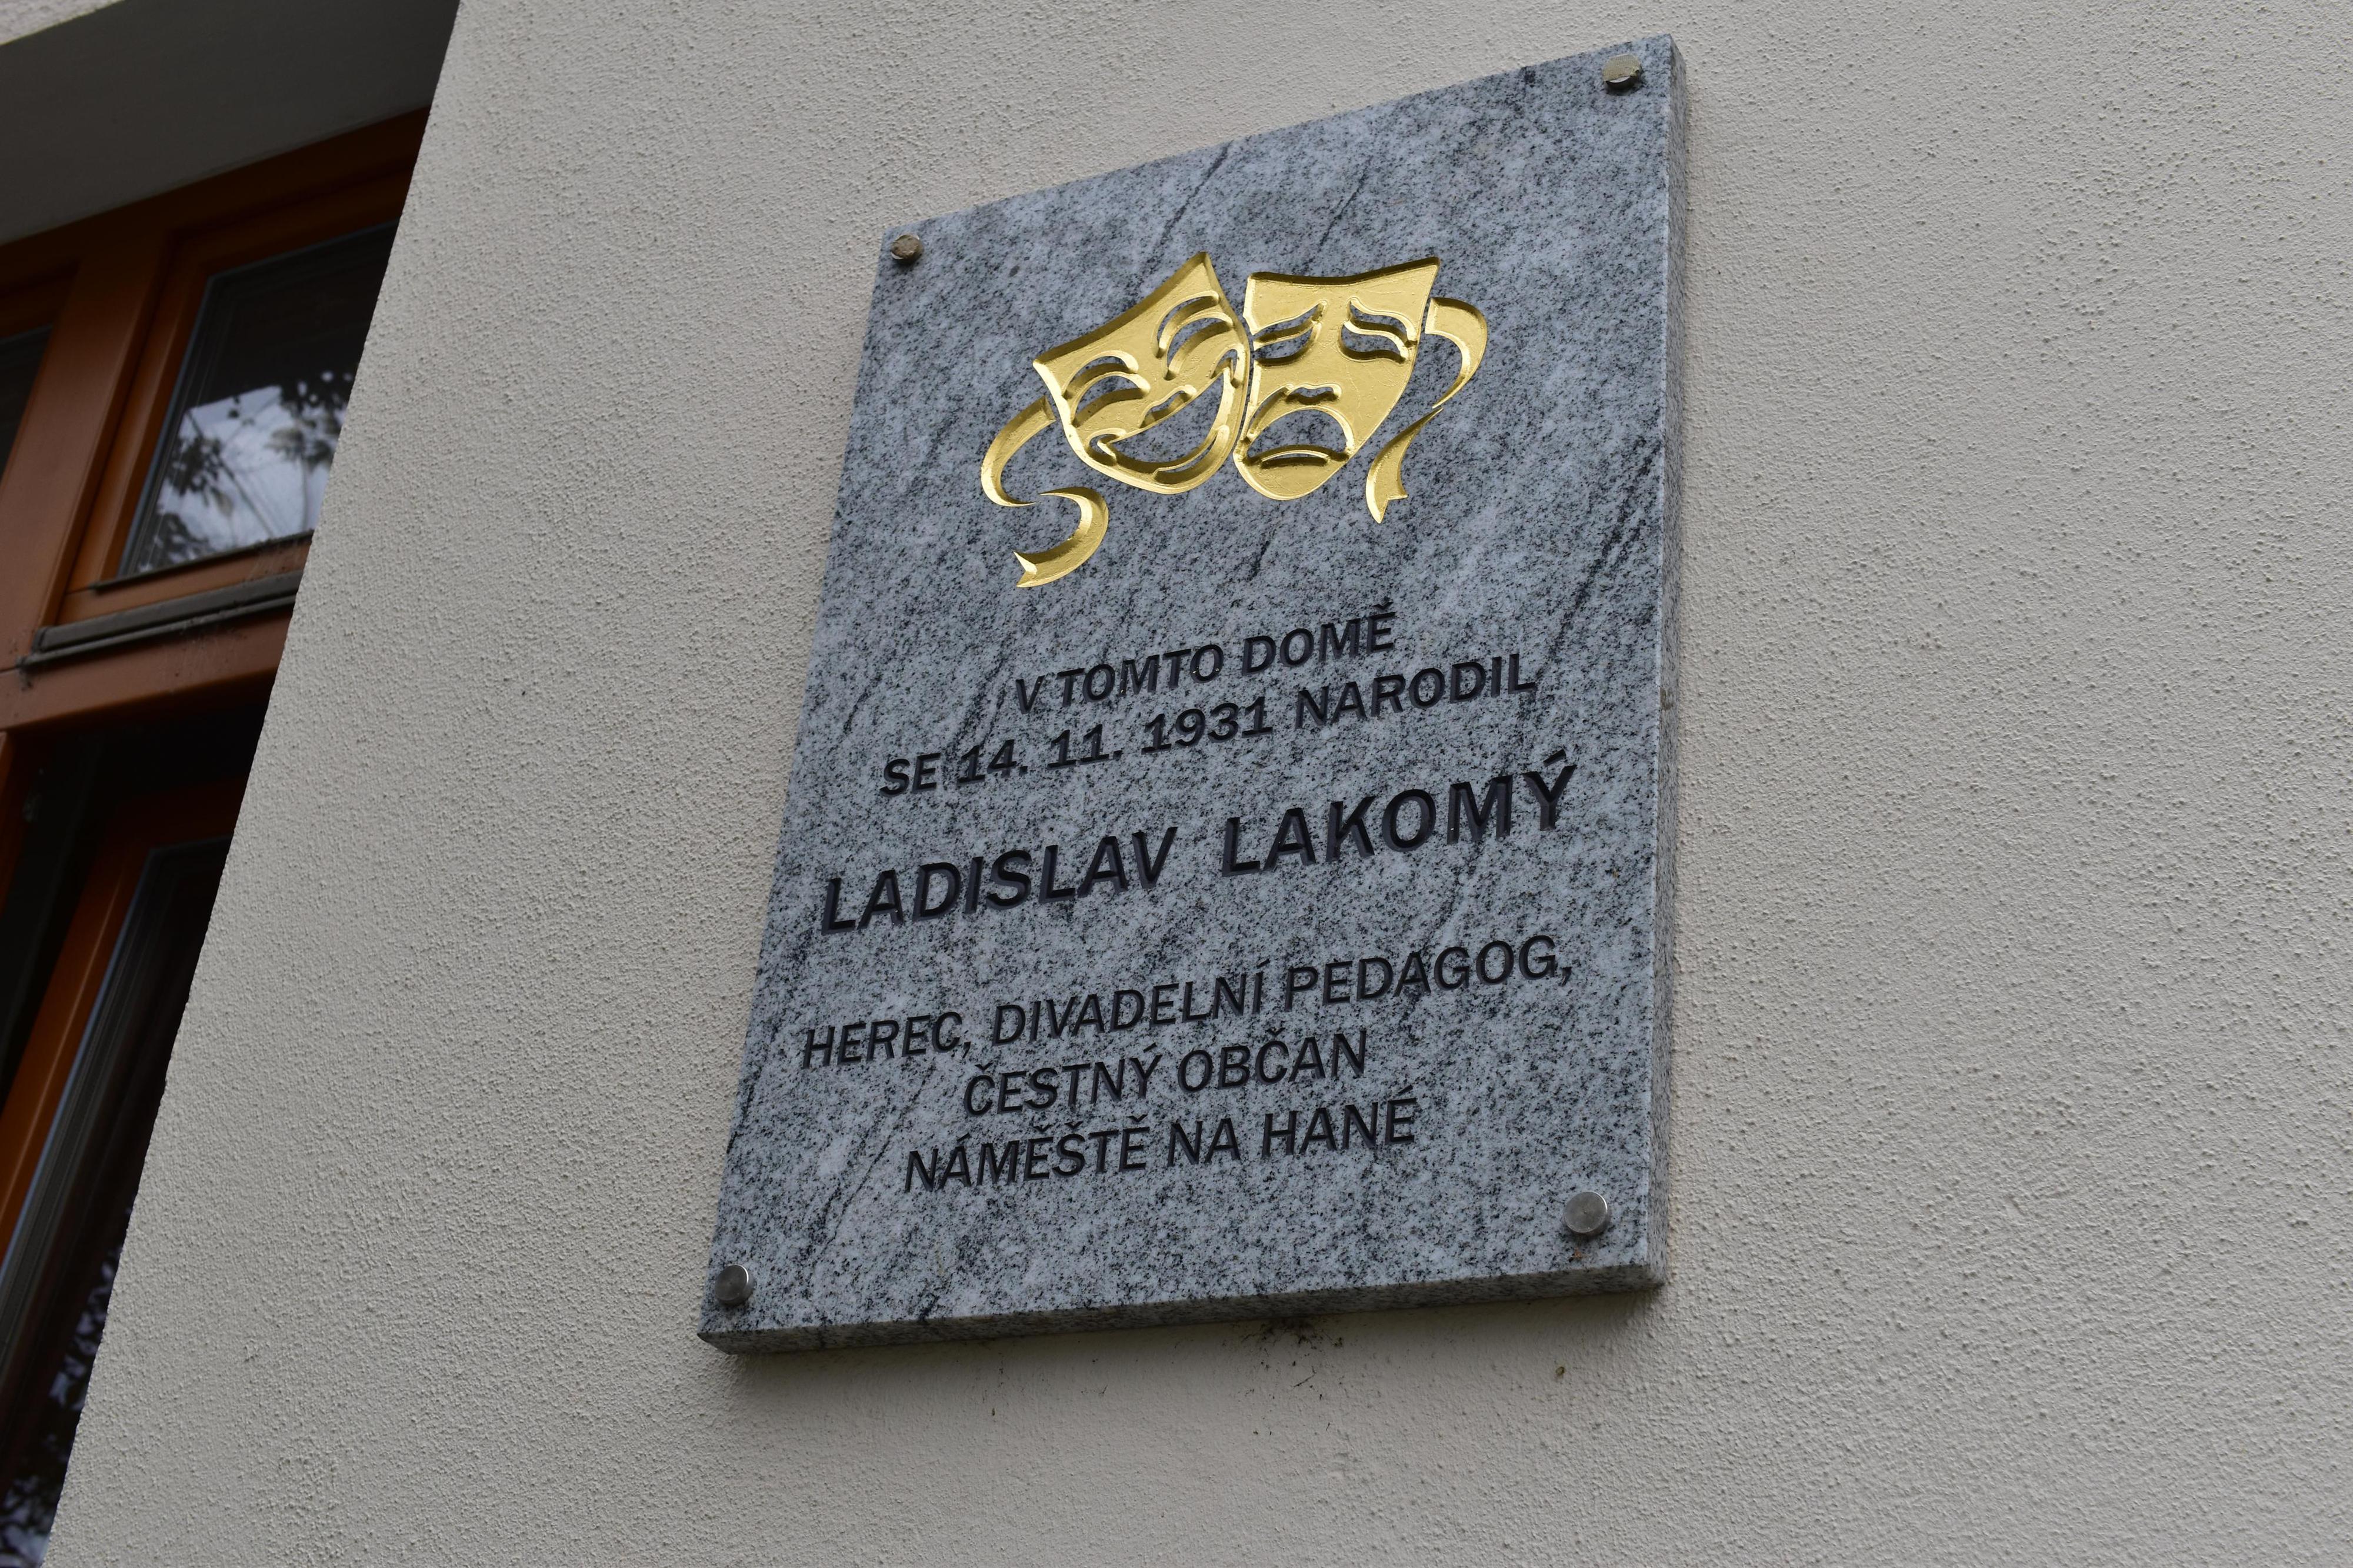 V TOMTO DOMĚ
SE 14. 11. 1931 NARODIL
LADISLAV LAKOMÝ
HEREC, DIVADELNÍ PEDAGOG,
ČESTNÝ OBČAN
NÁMĚŠTĚ NA HANÉ